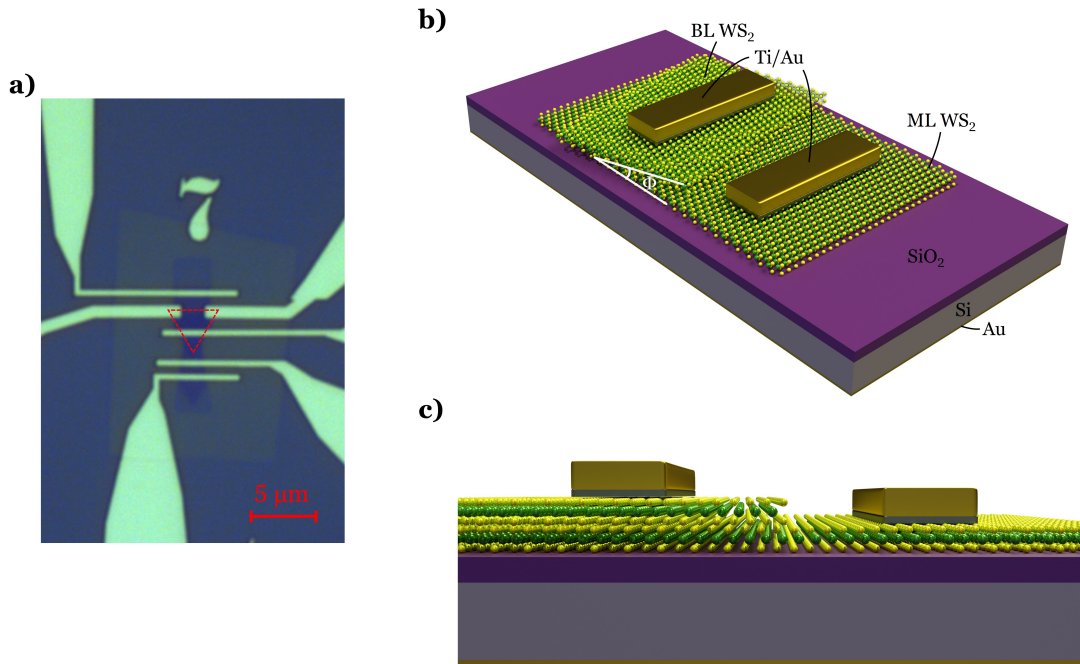 a)
7
5 µm
b)
BL WS₂
Ti/Au
ML WS₂
Φ
SiO₂
Si
Au
c)